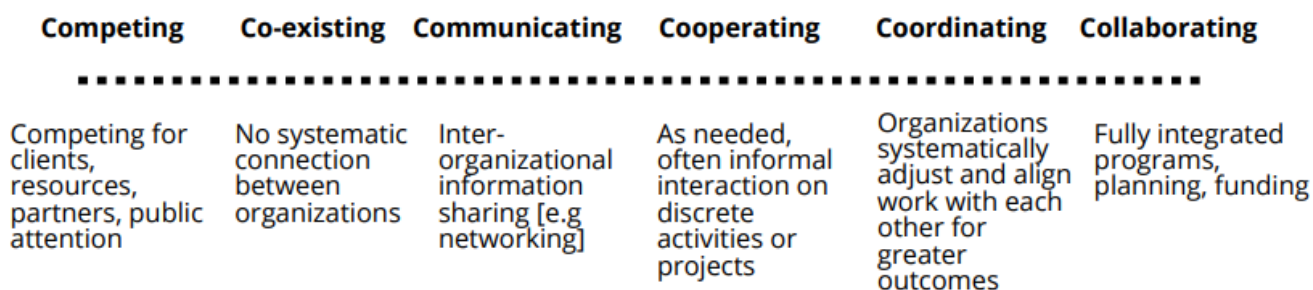 Competing Co-existing Communicating Cooperating Coordinating Collaborating
Competing for
clients,
resources,
partners, public
attention
No systematic
connection
between
organizations
Inter-
organizational
information
sharing [e.g
networking]
As needed,
often informal
interaction on
discrete
activities or
projects
Organizations
systematically
adjust and align
work with each
other for
greater
outcomes
Fully integrated
programs,
planning, funding